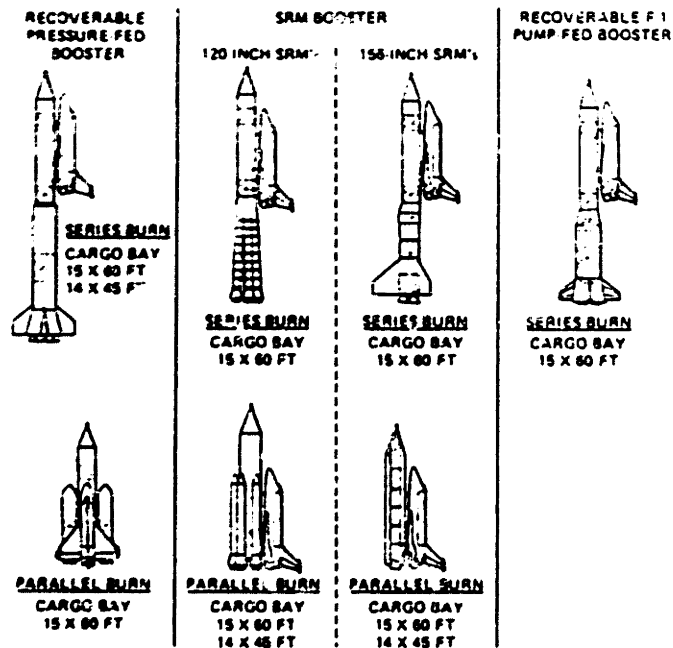 RECOVERABLE
PRESSURE-FED
BOOSTER
SRM BOOSTER
120-INCH SRM's
156-INCH SRM's
RECOVERABLE F-1
PUMP-FED BOOSTER
SERIES BURN
CARGO BAY
15 X 60 FT
14 X 45 FT
SERIES BURN
CARGO BAY
15 X 60 FT
SERIES BURN
CARGO BAY
15 X 60 FT
SERIES BURN
CARGO BAY
15 X 60 FT
PARALLEL BURN
CARGO BAY
15 X 60 FT
PARALLEL BURN
CARGO BAY
15 X 60 FT
14 X 45 FT
PARALLEL BURN
CARGO BAY
15 X 60 FT
14 X 45 FT